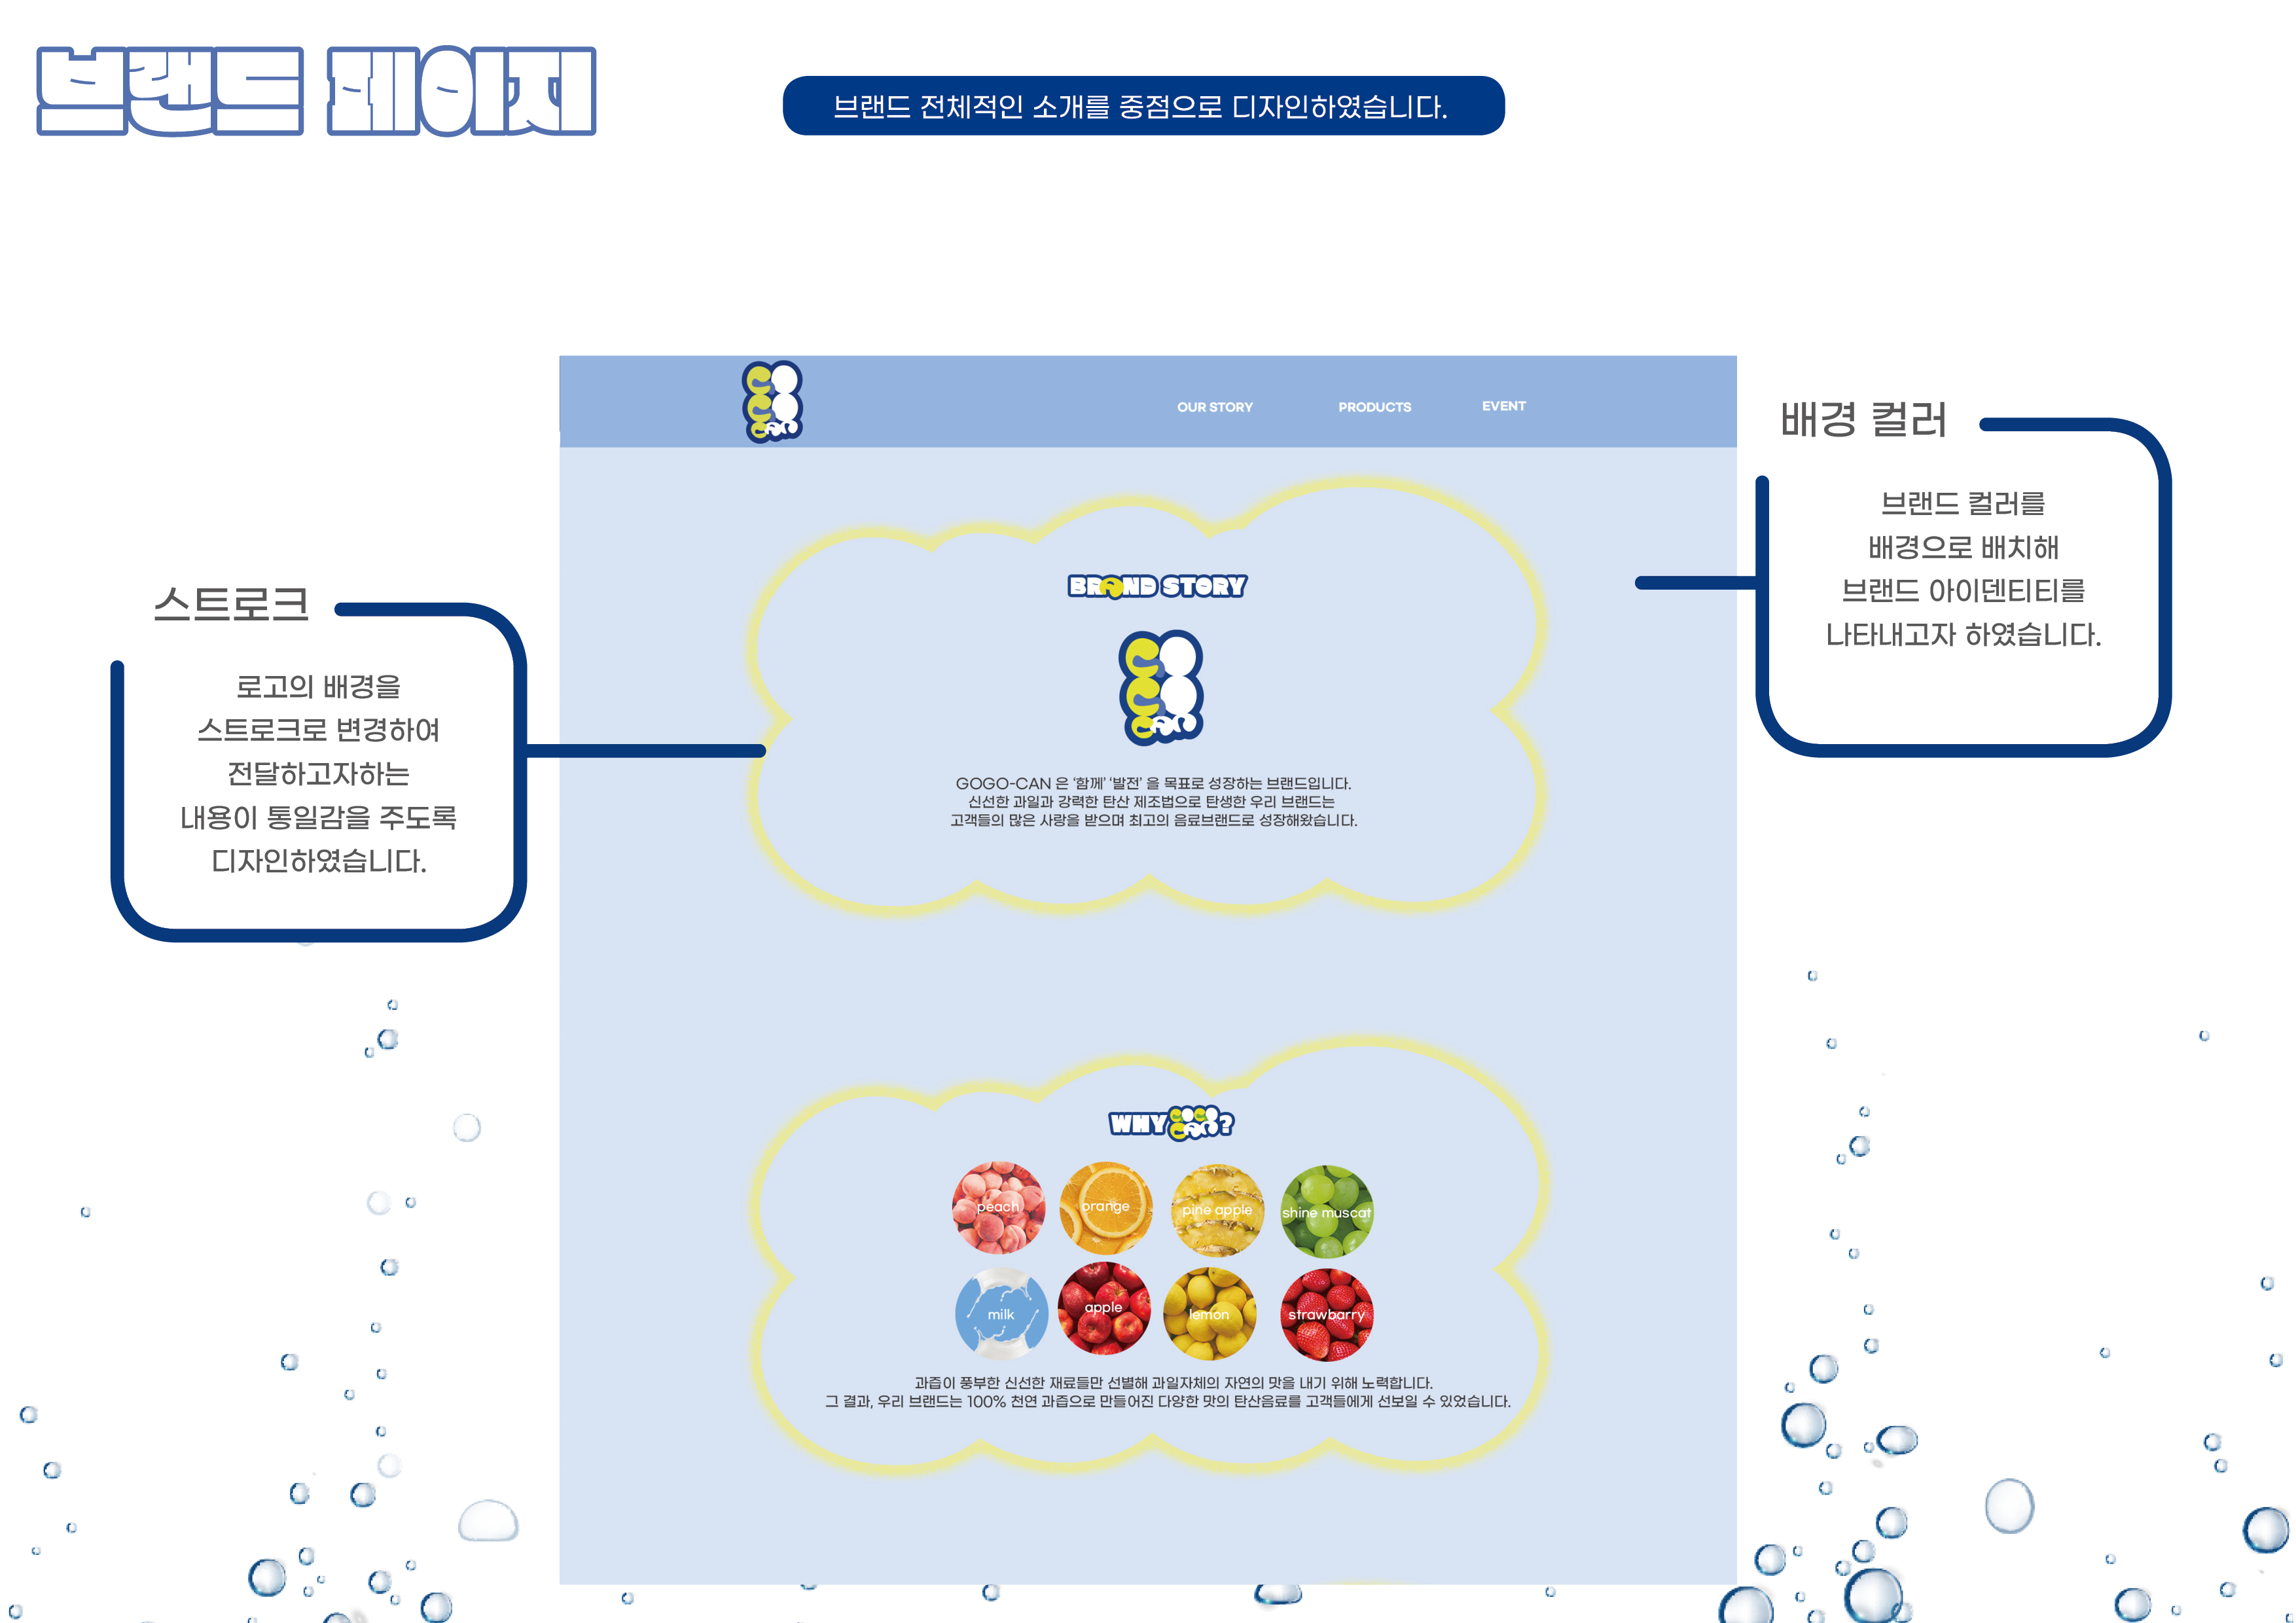 브랜드 페이지
브랜드 전체적인 소개를 중점으로 디자인하였습니다.
OUR STORY
PRODUCTS
EVENT
배경 컬러
브랜드 컬러를
배경으로 배치해
브랜드 아이덴티티를
나타내고자 하였습니다.
스트로크
로고의 배경을
스트로크로 변경하여
전달하고자하는
내용이 통일감을 주도록
디자인하였습니다.
BRAND STORY
GOGO-CAN 은 ‘함께’ ‘발전’ 을 목표로 성장하는 브랜드입니다.
신선한 과일과 강력한 탄산 제조법으로 탄생한 우리 브랜드는
고객들의 많은 사랑을 받으며 최고의 음료브랜드로 성장해왔습니다.
WHY GOGO CAN?
peach
orange
pine apple
shine muscat
milk
apple
lemon
strawbarry
과즙이 풍부한 신선한 재료들만 선별해 과일자체의 자연의 맛을 내기 위해 노력합니다.
그 결과, 우리 브랜드는 100% 천연 과즙으로 만들어진 다양한 맛의 탄산음료를 고객들에게 선보일 수 있었습니다.